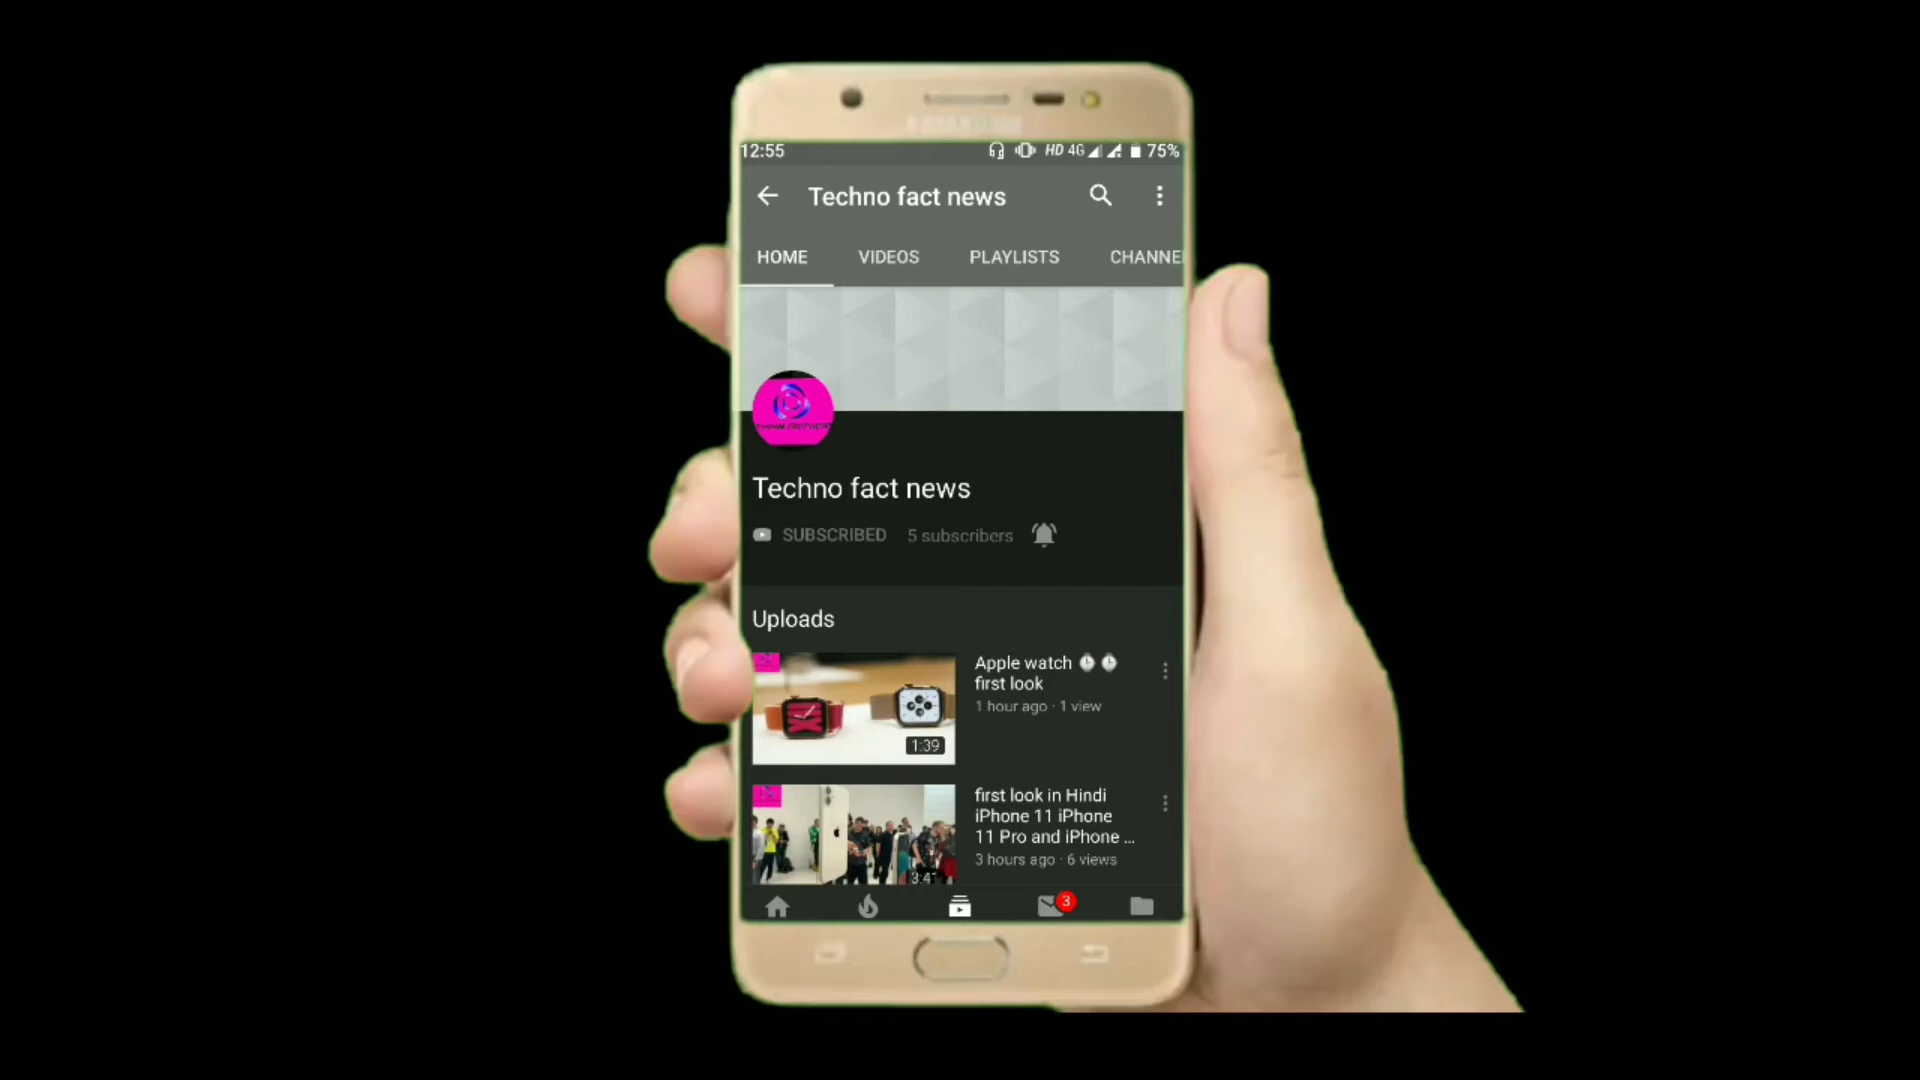 12:55 HD 4G 75%
Techno fact news
HOME VIDEOS PLAYLISTS CHANNE
Techno fact news
SUBSCRIBED 5 subscribers
Uploads
Apple watch ⌚⌚
first look
1 hour ago · 1 view
1:39
first look in Hindi
iPhone 11 iPhone
11 Pro and iPhone ...
3 hours ago · 6 views
3:41
3